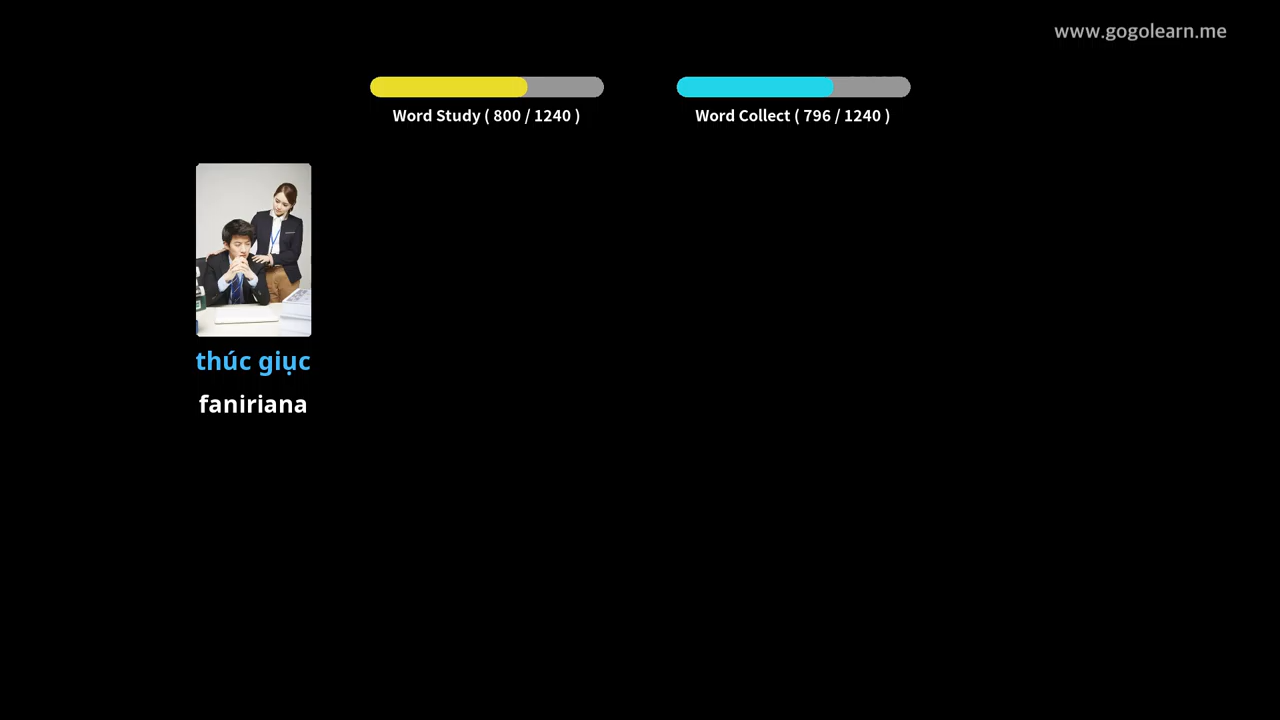 www.gogolearn.me
Word Study ( 800 / 1240 )
Word Collect ( 796 / 1240 )
thúc giục
faniriana